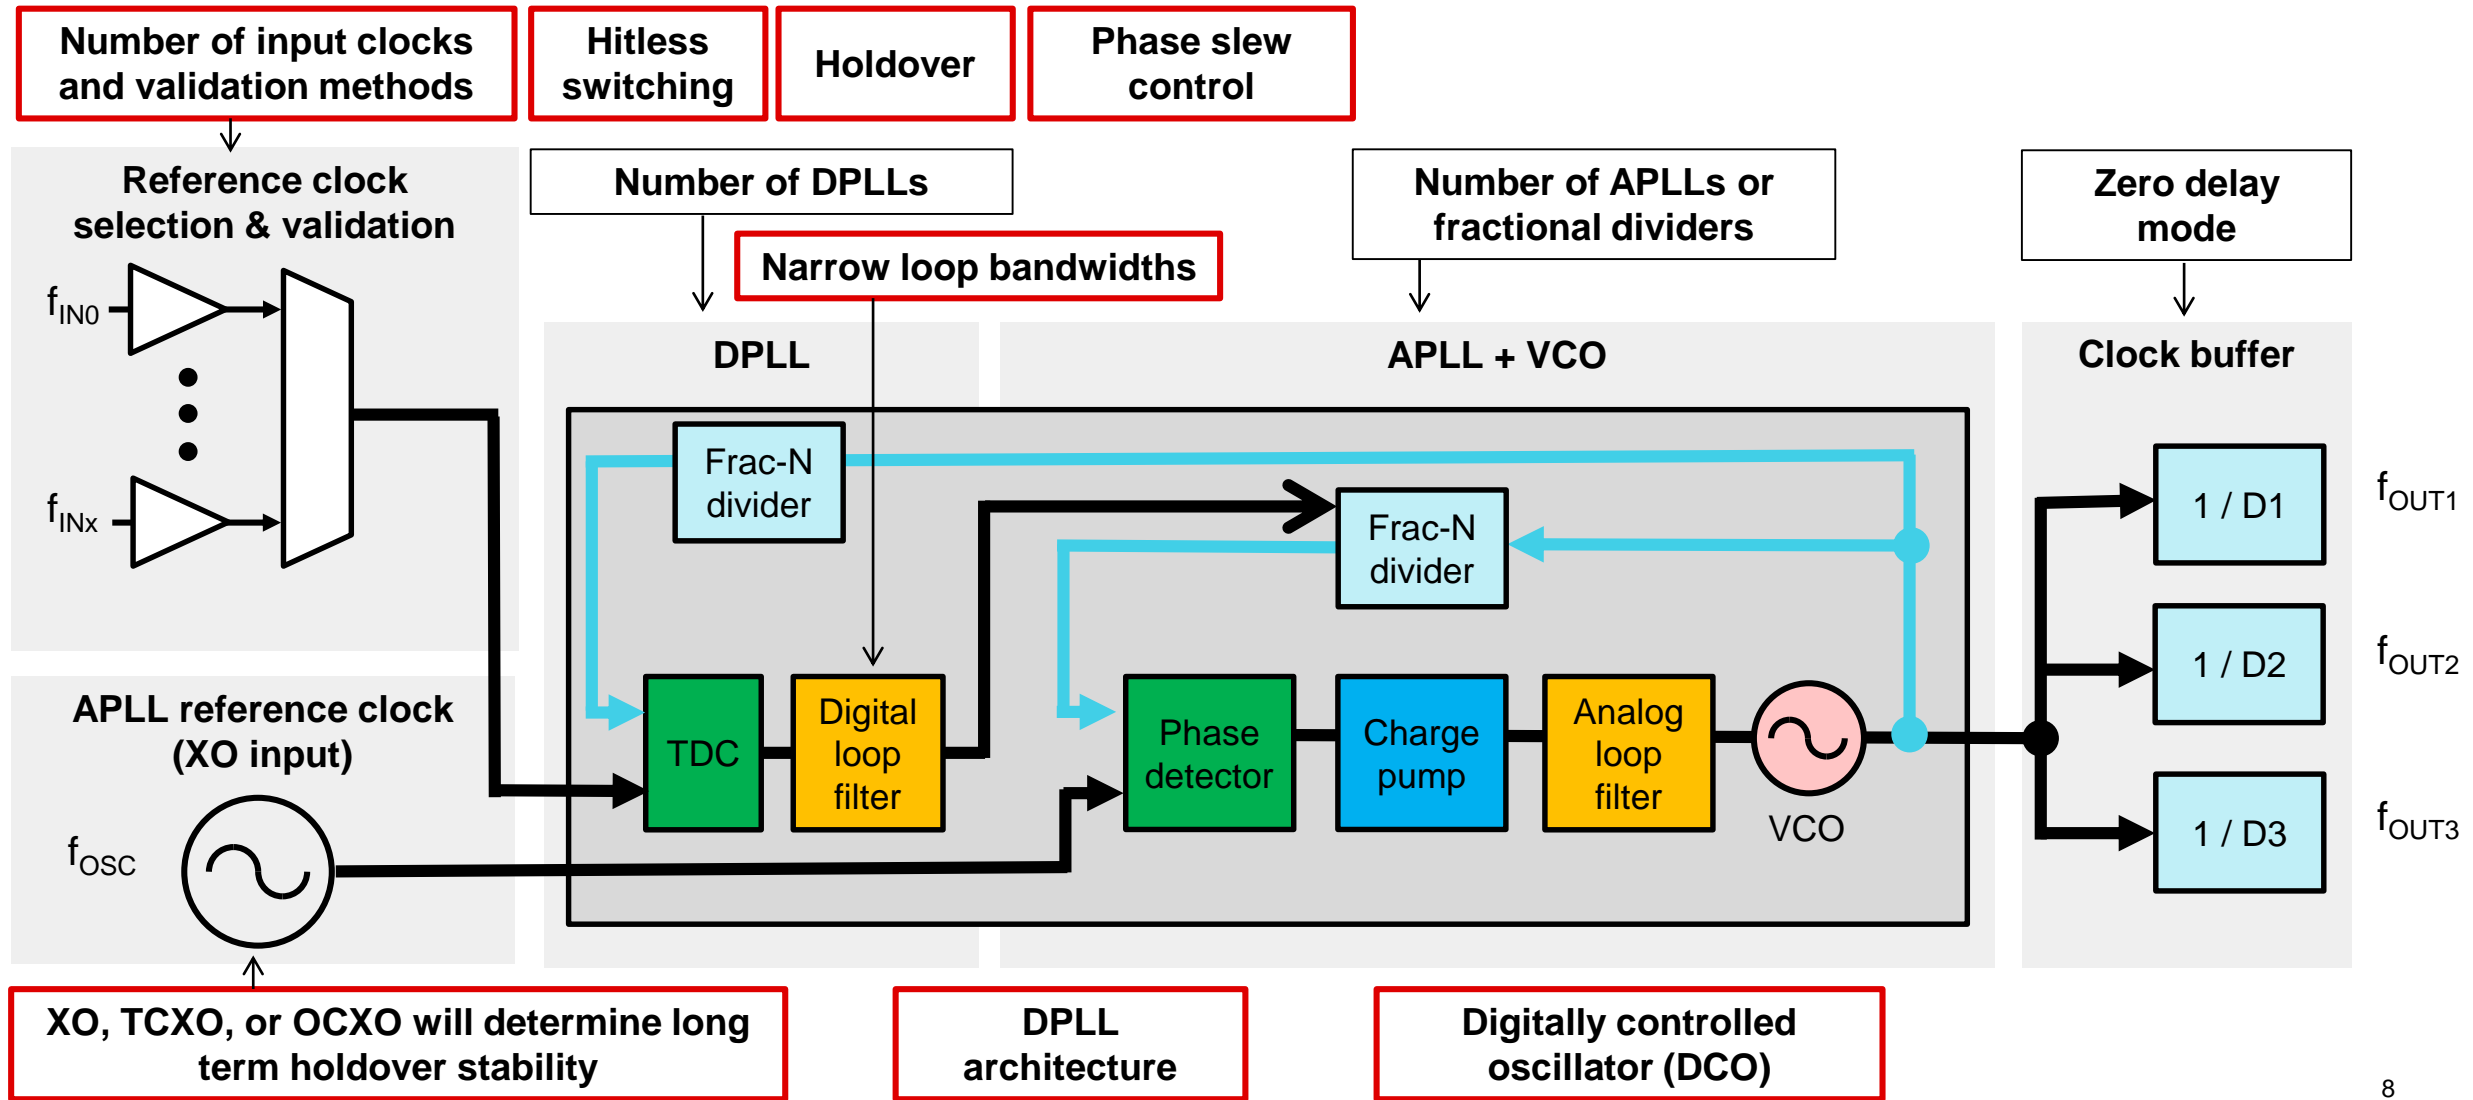 Number of input clocks
and validation methods
Hitless
switching
Holdover
Phase slew
control
Reference clock
selection & validation
Number of DPLLs
Number of APLLs or
fractional dividers
Zero delay
mode
Narrow loop bandwidths
fIN0
fINx
DPLL
APLL + VCO
Clock buffer
Frac-N
divider
Frac-N
divider
1 / D1
fOUT1
1 / D2
fOUT2
1 / D3
fOUT3
APLL reference clock
(XO input)
fOSC
TDC
Digital
loop
filter
Phase
detector
Charge
pump
Analog
loop
filter
VCO
XO, TCXO, or OCXO will determine long
term holdover stability
DPLL
architecture
Digitally controlled
oscillator (DCO)
8